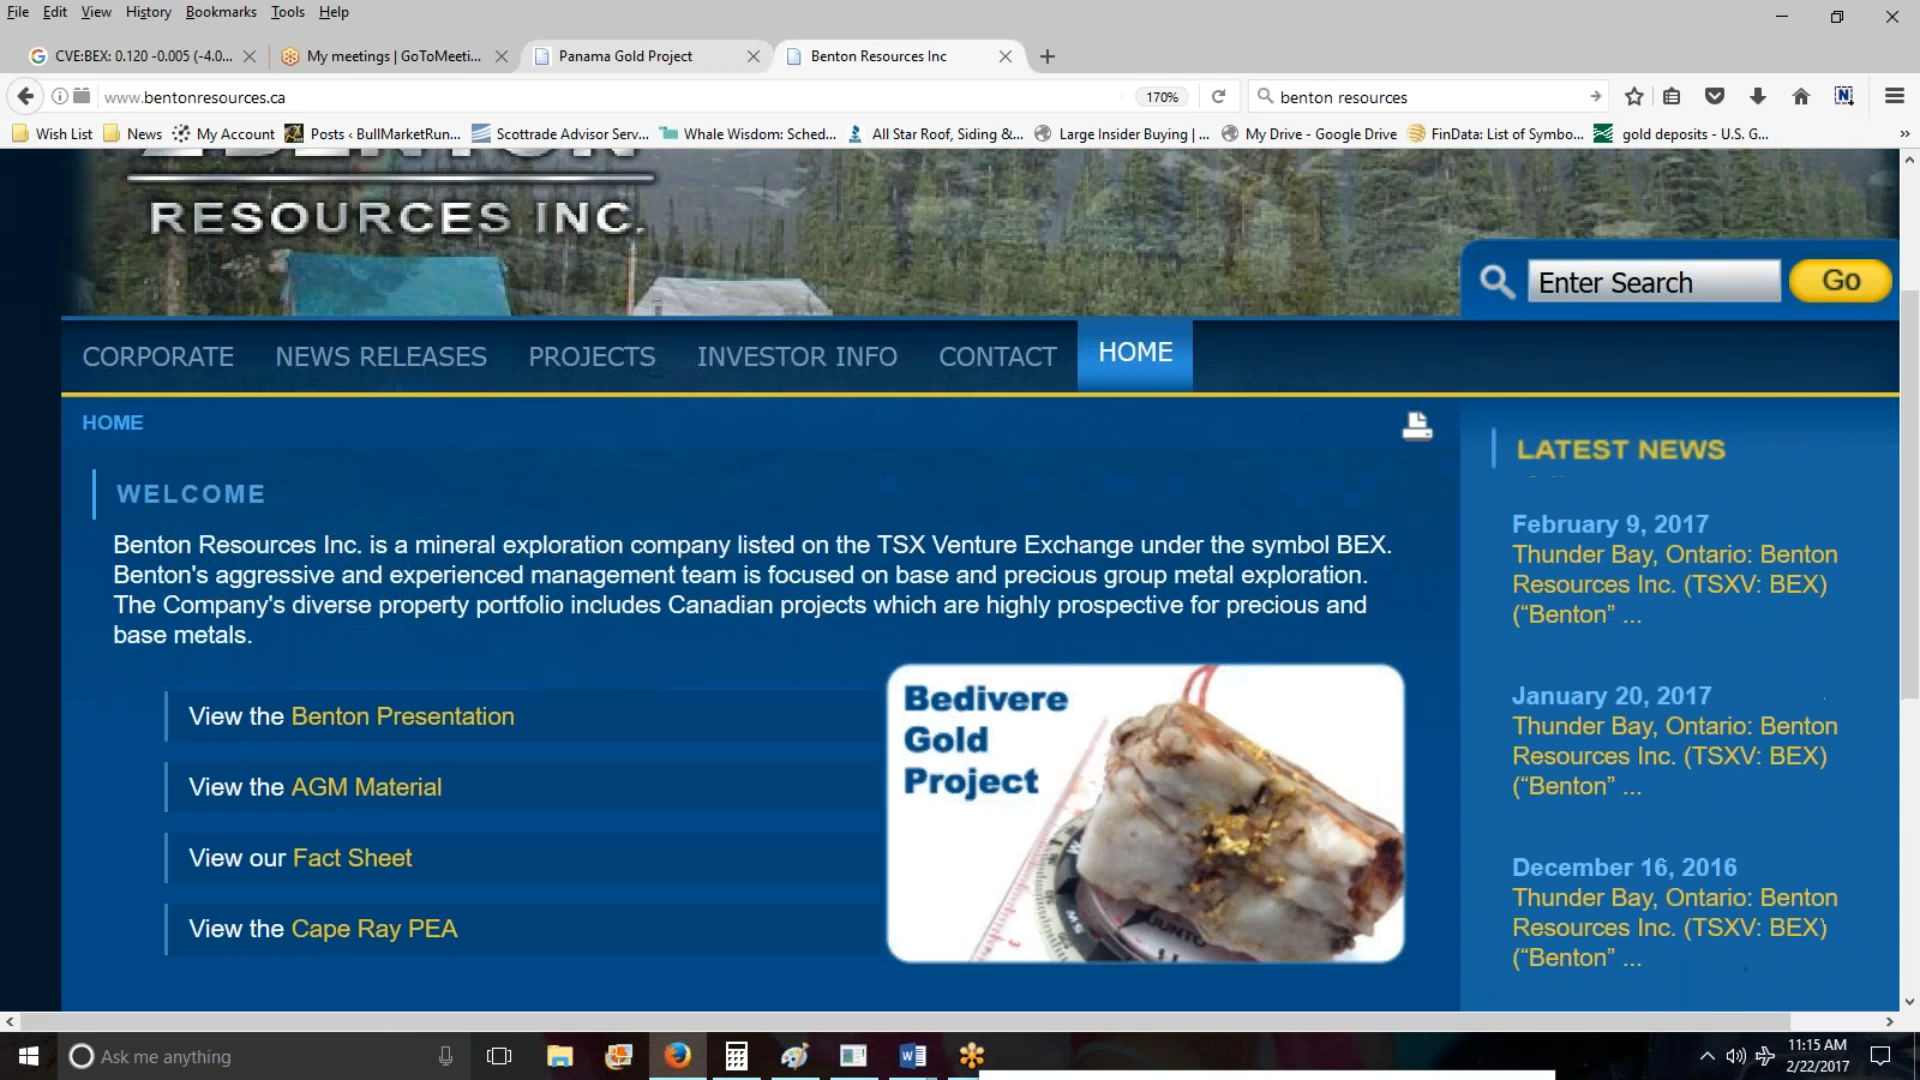 File Edit View History Bookmarks Tools Help
CVE:BEX: 0.120 -0.005 (-4.0... My meetings | GoToMeeti... Panama Gold Project Benton Resources Inc
www.bentonresources.ca 170% benton resources
Wish List News My Account Posts ‹ BullMarketRun... Scottrade Advisor Serv... Whale Wisdom: Sched... All Star Roof, Siding &... Large Insider Buying | ... My Drive - Google Drive FinData: List of Symbo... gold deposits - U.S. G... »
BENTON
RESOURCES INC.
Enter Search Go
CORPORATE NEWS RELEASES PROJECTS INVESTOR INFO CONTACT HOME
HOME
WELCOME
Benton Resources Inc. is a mineral exploration company listed on the TSX Venture Exchange under the symbol BEX.
Benton's aggressive and experienced management team is focused on base and precious group metal exploration.
The Company's diverse property portfolio includes Canadian projects which are highly prospective for precious and
base metals.
View the Benton Presentation
View the AGM Material
View our Fact Sheet
View the Cape Ray PEA
Bedivere
Gold
Project
SW
LATEST NEWS
February 9, 2017
Thunder Bay, Ontario: Benton
Resources Inc. (TSXV: BEX)
(“Benton” ...
January 20, 2017
Thunder Bay, Ontario: Benton
Resources Inc. (TSXV: BEX)
(“Benton” ...
December 16, 2016
Thunder Bay, Ontario: Benton
Resources Inc. (TSXV: BEX)
(“Benton” ...
Ask me anything
11:15 AM
2/22/2017